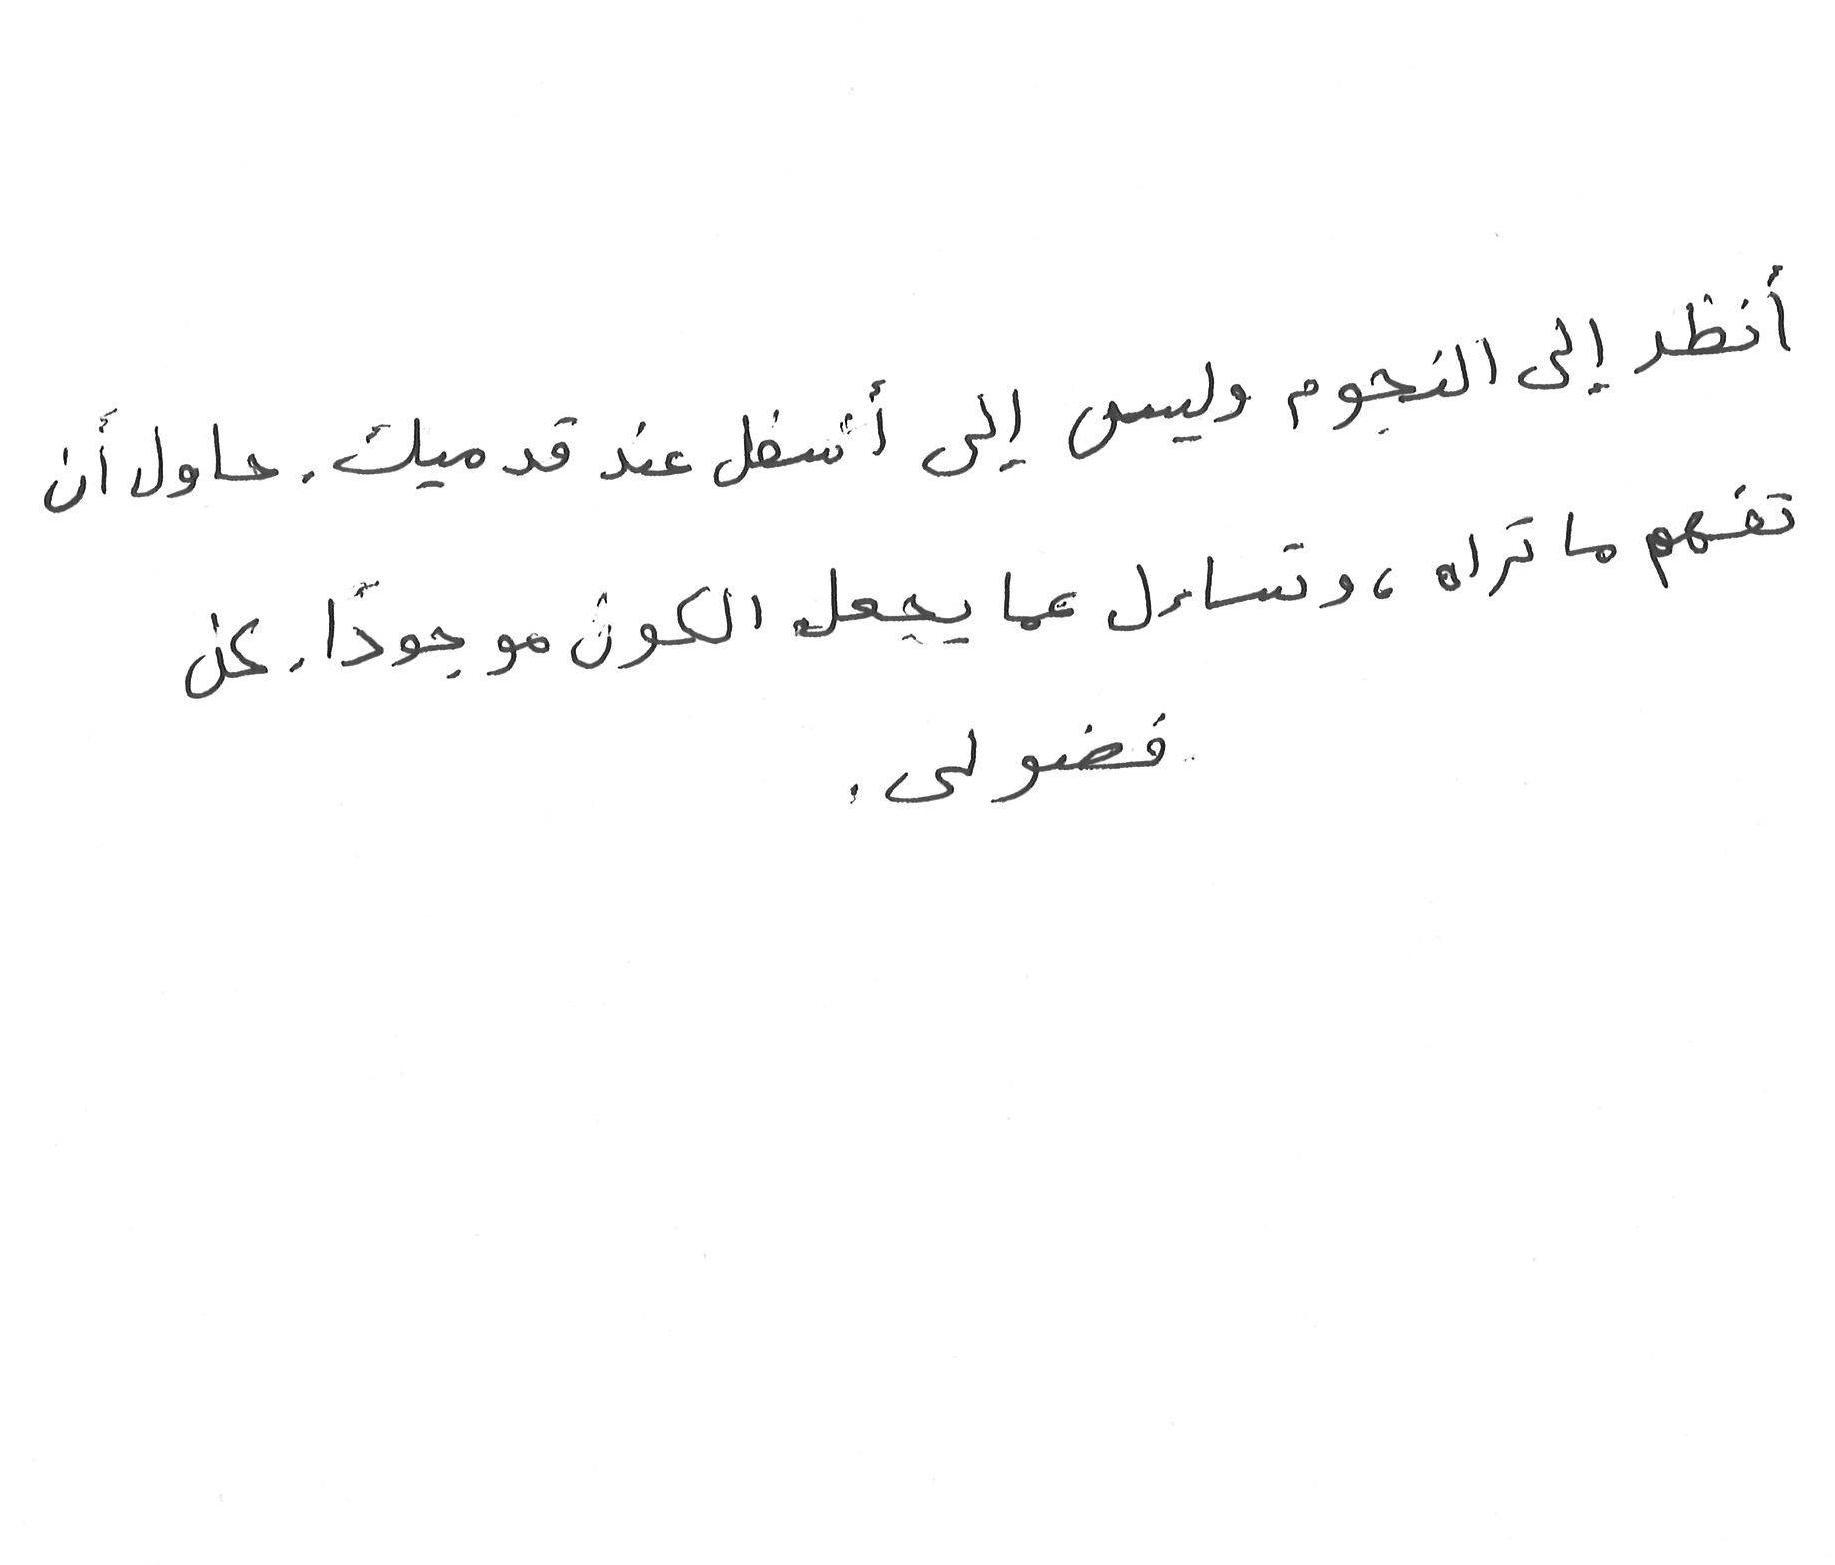 أنظر إلى النجوم وليس إلى أسفل عند قدميك. حاول أن
تفهم ما تراه، وتساءل عما يجعل الكون موجودًا. كن
فضولى.